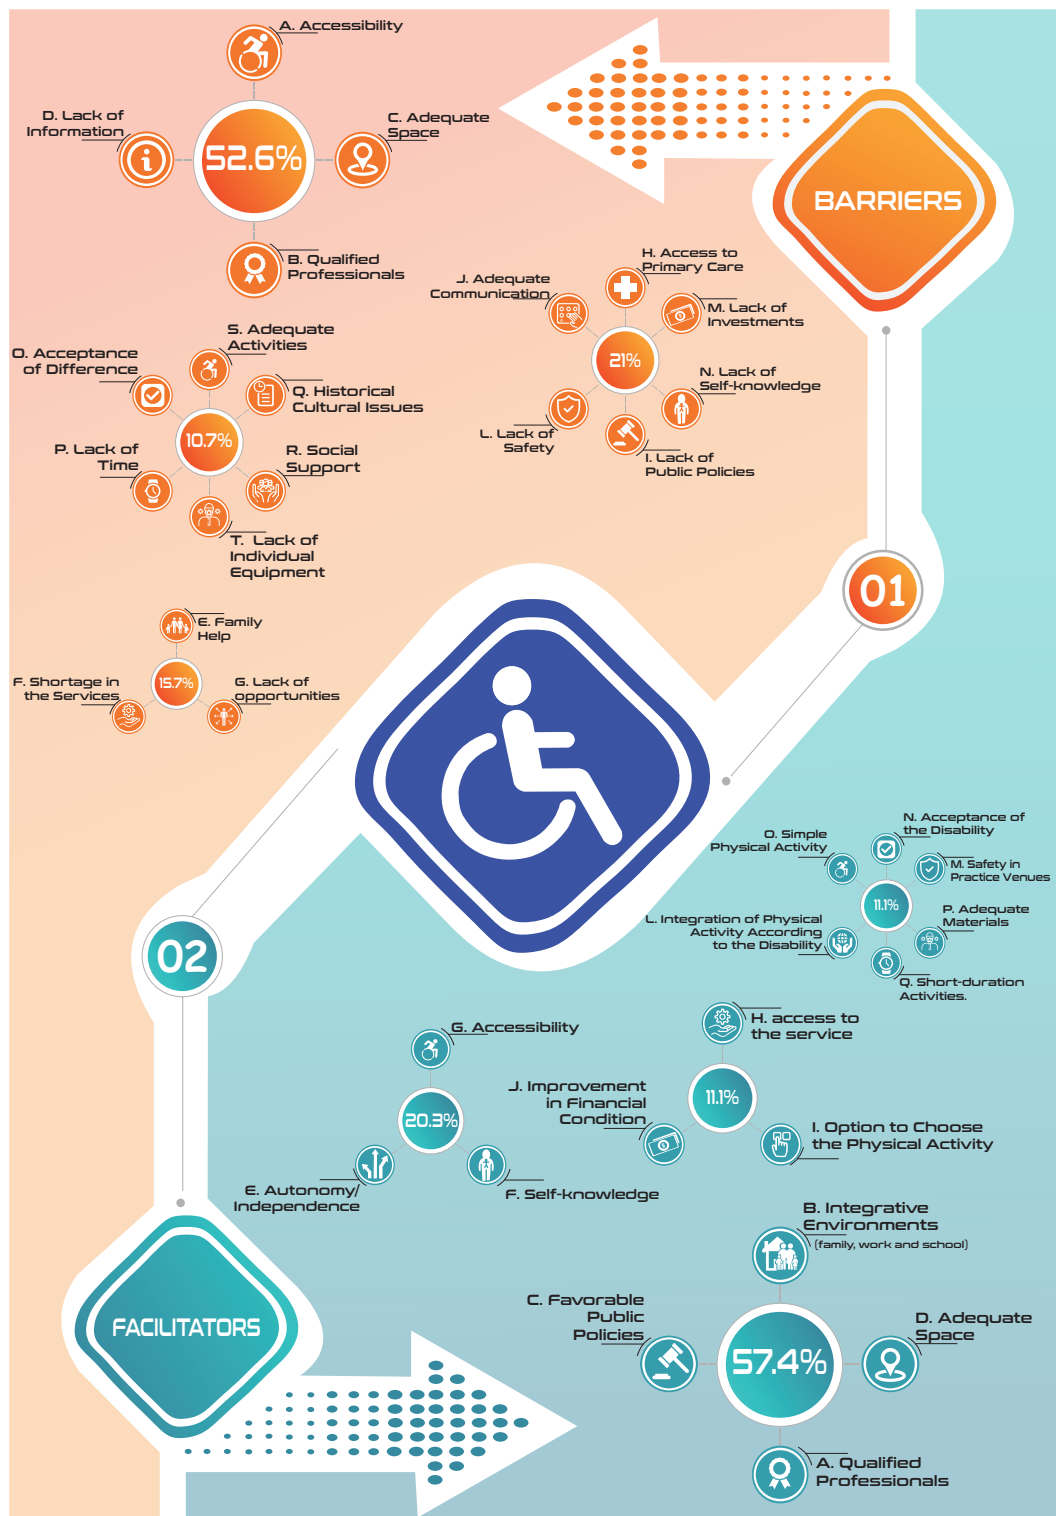 A. Accessibility
D. Lack of
Information
52.6%
C. Adequate
Space
B. Qualified
Professionals
BARRIERS
H. Access to
Primary Care
J. Adequate
Communication
M. Lack of
Investments
21%
N. Lack of
Self-knowledge
L. Lack of
Safety
I. Lack of
Public Policies
S. Adequate
Activities
O. Acceptance
of Difference
Q. Historical
Cultural Issues
10.7%
P. Lack of
Time
R. Social
Support
T. Lack of
Individual
Equipment
01
E. Family
Help
15.7%
F. Shortage in
the Services
G. Lack of
opportunities
N. Acceptance of
the Disability
O. Simple
Physical Activity
M. Safety in
Practice Venues
11.1%
L. Integration of Physical
Activity According
to the Disability
P. Adequate
Materials
Q. Short-duration
Activities.
02
G. Accessibility
20.3%
E. Autonomy/
Independence
F. Self-knowledge
H. access to
the service
J. Improvement
in Financial
Condition
11.1%
I. Option to Choose
the Physical Activity
FACILITATORS
B. Integrative
Environments
(family, work and school)
C. Favorable
Public
Policies
57.4%
D. Adequate
Space
A. Qualified
Professionals